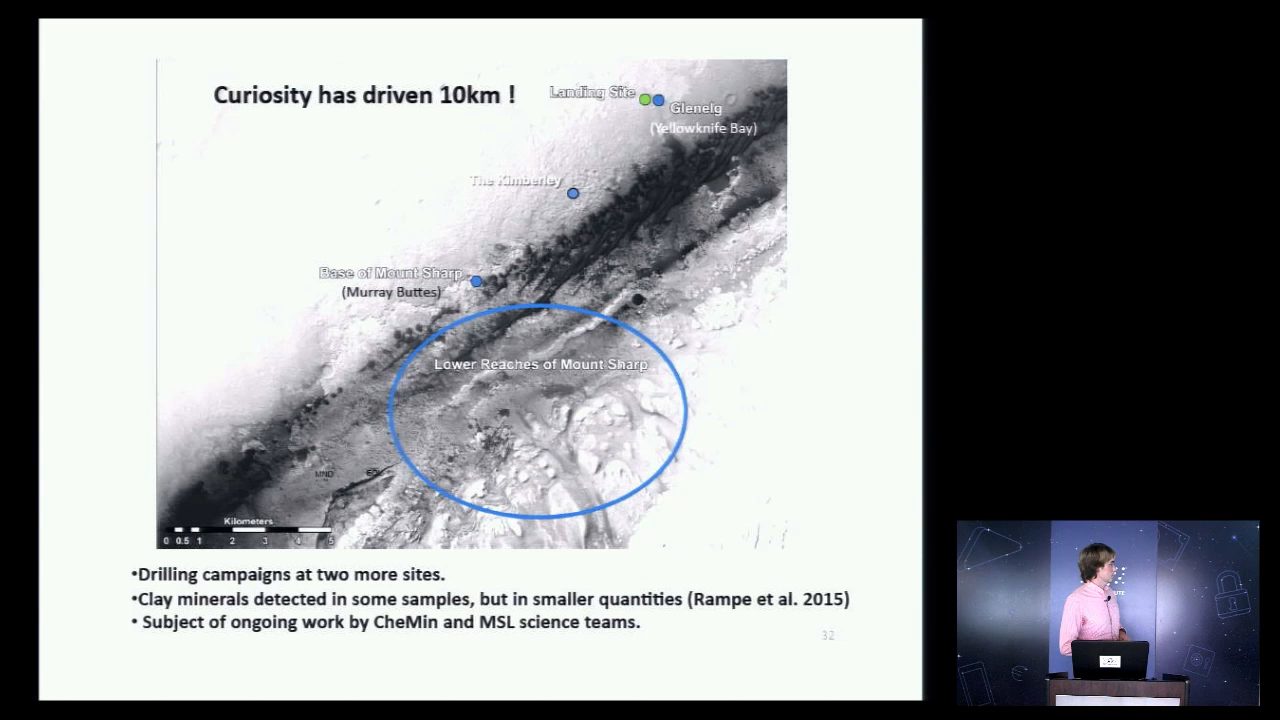 Curiosity has driven 10km !
Landing Site
Glenelg
(Yellowknife Bay)
The Kimberley
Base of Mount Sharp
(Murray Buttes)
Lower Reaches of Mount Sharp
Kilometers
0 0.5 1 2 3 4 5
•Drilling campaigns at two more sites.
•Clay minerals detected in some samples, but in smaller quantities (Rampe et al. 2015)
• Subject of ongoing work by CheMin and MSL science teams.
32